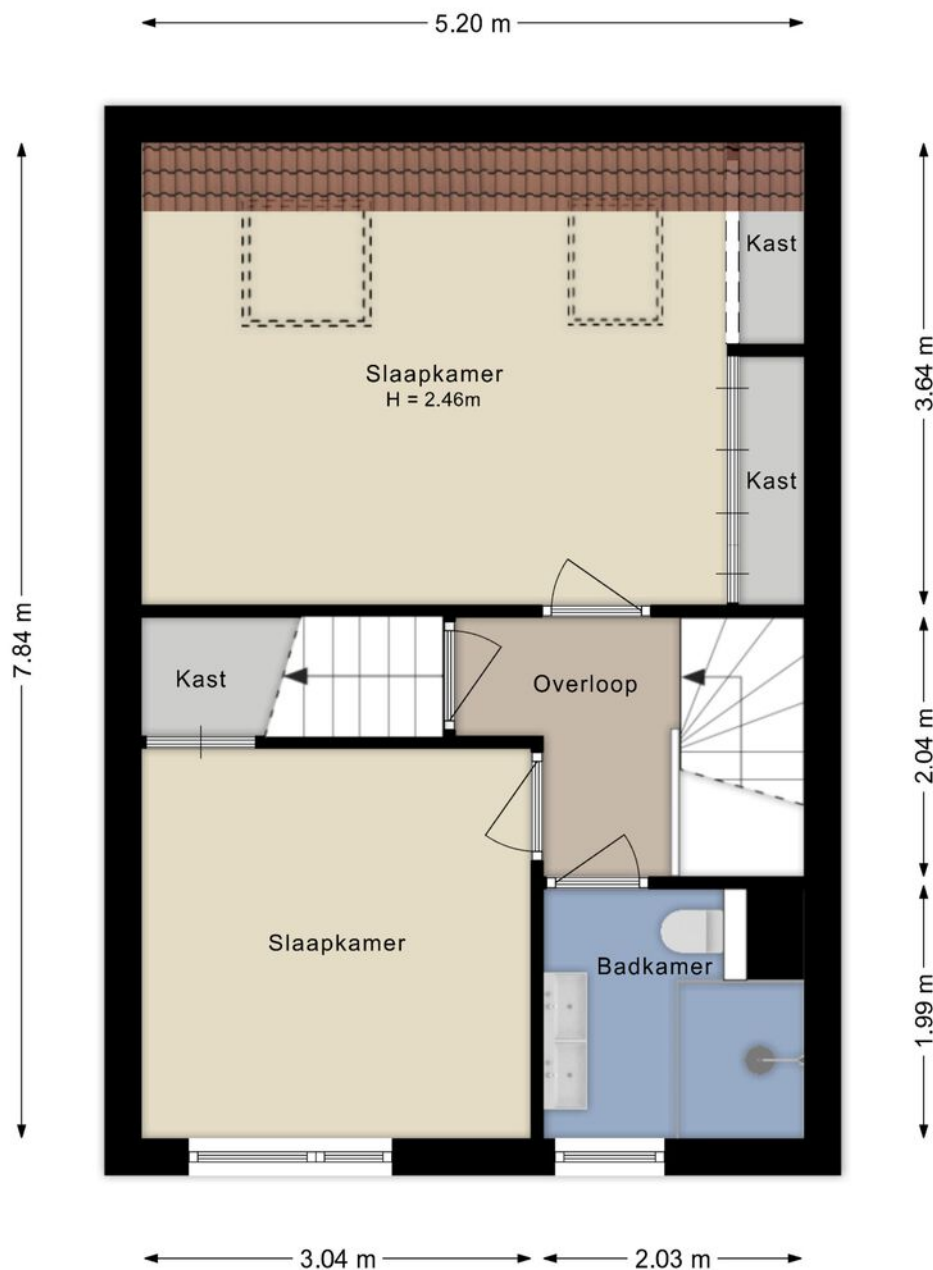 5.20 m
Kast
3.64 m
Slaapkamer
H = 2.46m
Kast
7.84 m
Kast
Overloop
2.04 m
Slaapkamer
Badkamer
1.99 m
3.04 m
2.03 m